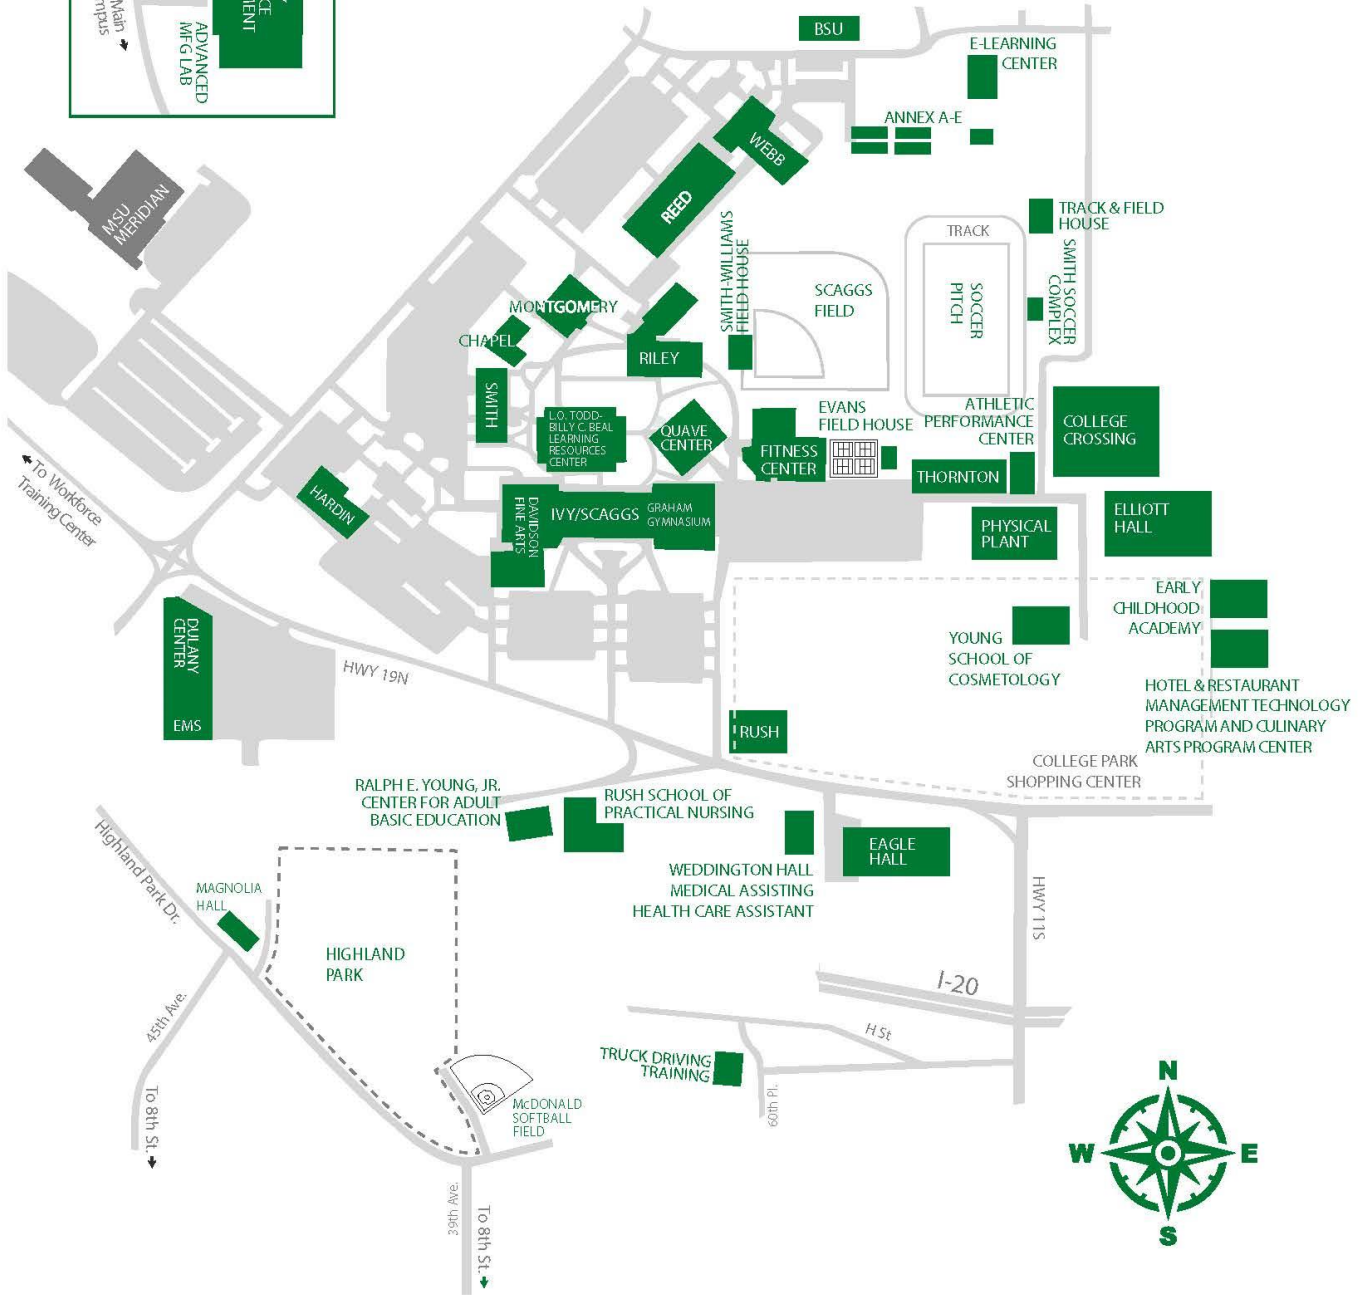 Main
ADVANCED
MFG LAB
BSU
E-LEARNING
CENTER
ANNEX A-E
WEBB
REED
MSU
MERIDIAN
TRACK & FIELD
HOUSE
TRACK
SMITH-WILLIAMS
FIELD HOUSE
SCAGGS
FIELD
SOCCER
PITCH
SMITH SOCCER
COMPLEX
MONTGOMERY
CHAPEL
RILEY
SMITH
L.O. TODD-
BILLY C. BEAL
LEARNING
RESOURCES
CENTER
QUAVE
CENTER
EVANS
FIELD HOUSE
ATHLETIC
PERFORMANCE
CENTER
COLLEGE
CROSSING
FITNESS
CENTER
THORNTON
To Workforce
Training Center
HARDIN
DAVIDSON
FINE ARTS
IVY/SCAGGS
GRAHAM
GYMNASIUM
PHYSICAL
PLANT
ELLIOTT
HALL
EARLY
CHILDHOOD
ACADEMY
DULANY
CENTER
EMS
HWY 19N
YOUNG
SCHOOL OF
COSMETOLOGY
HOTEL & RESTAURANT
MANAGEMENT TECHNOLOGY
PROGRAM AND CULINARY
ARTS PROGRAM CENTER
RUSH
COLLEGE PARK
SHOPPING CENTER
RALPH E. YOUNG, JR.
CENTER FOR ADULT
BASIC EDUCATION
RUSH SCHOOL OF
PRACTICAL NURSING
EAGLE
HALL
WEDDINGTON HALL
MEDICAL ASSISTING
HEALTH CARE ASSISTANT
Highland Park Dr.
MAGNOLIA
HALL
HWY 11S
HIGHLAND
PARK
I-20
45th Ave.
H St
TRUCK DRIVING
TRAINING
60th Pl.
To 8th St.
McDONALD
SOFTBALL
FIELD
39th Ave.
To 8th St.
N
W
E
S